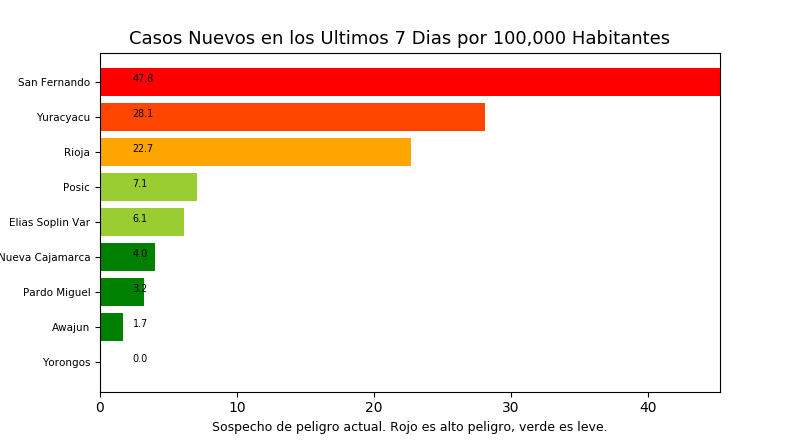 Casos Nuevos en los Ultimos 7 Dias por 100,000 Habitantes
San Fernando 47.8
Yuracyacu 28.1
Rioja 22.7
Posic 7.1
Elias Soplin Var 6.1
Nueva Cajamarca 4.0
Pardo Miguel 3.2
Awajun 1.7
Yorongos 0.0
0 10 20 30 40
Sospecho de peligro actual. Rojo es alto peligro, verde es leve.